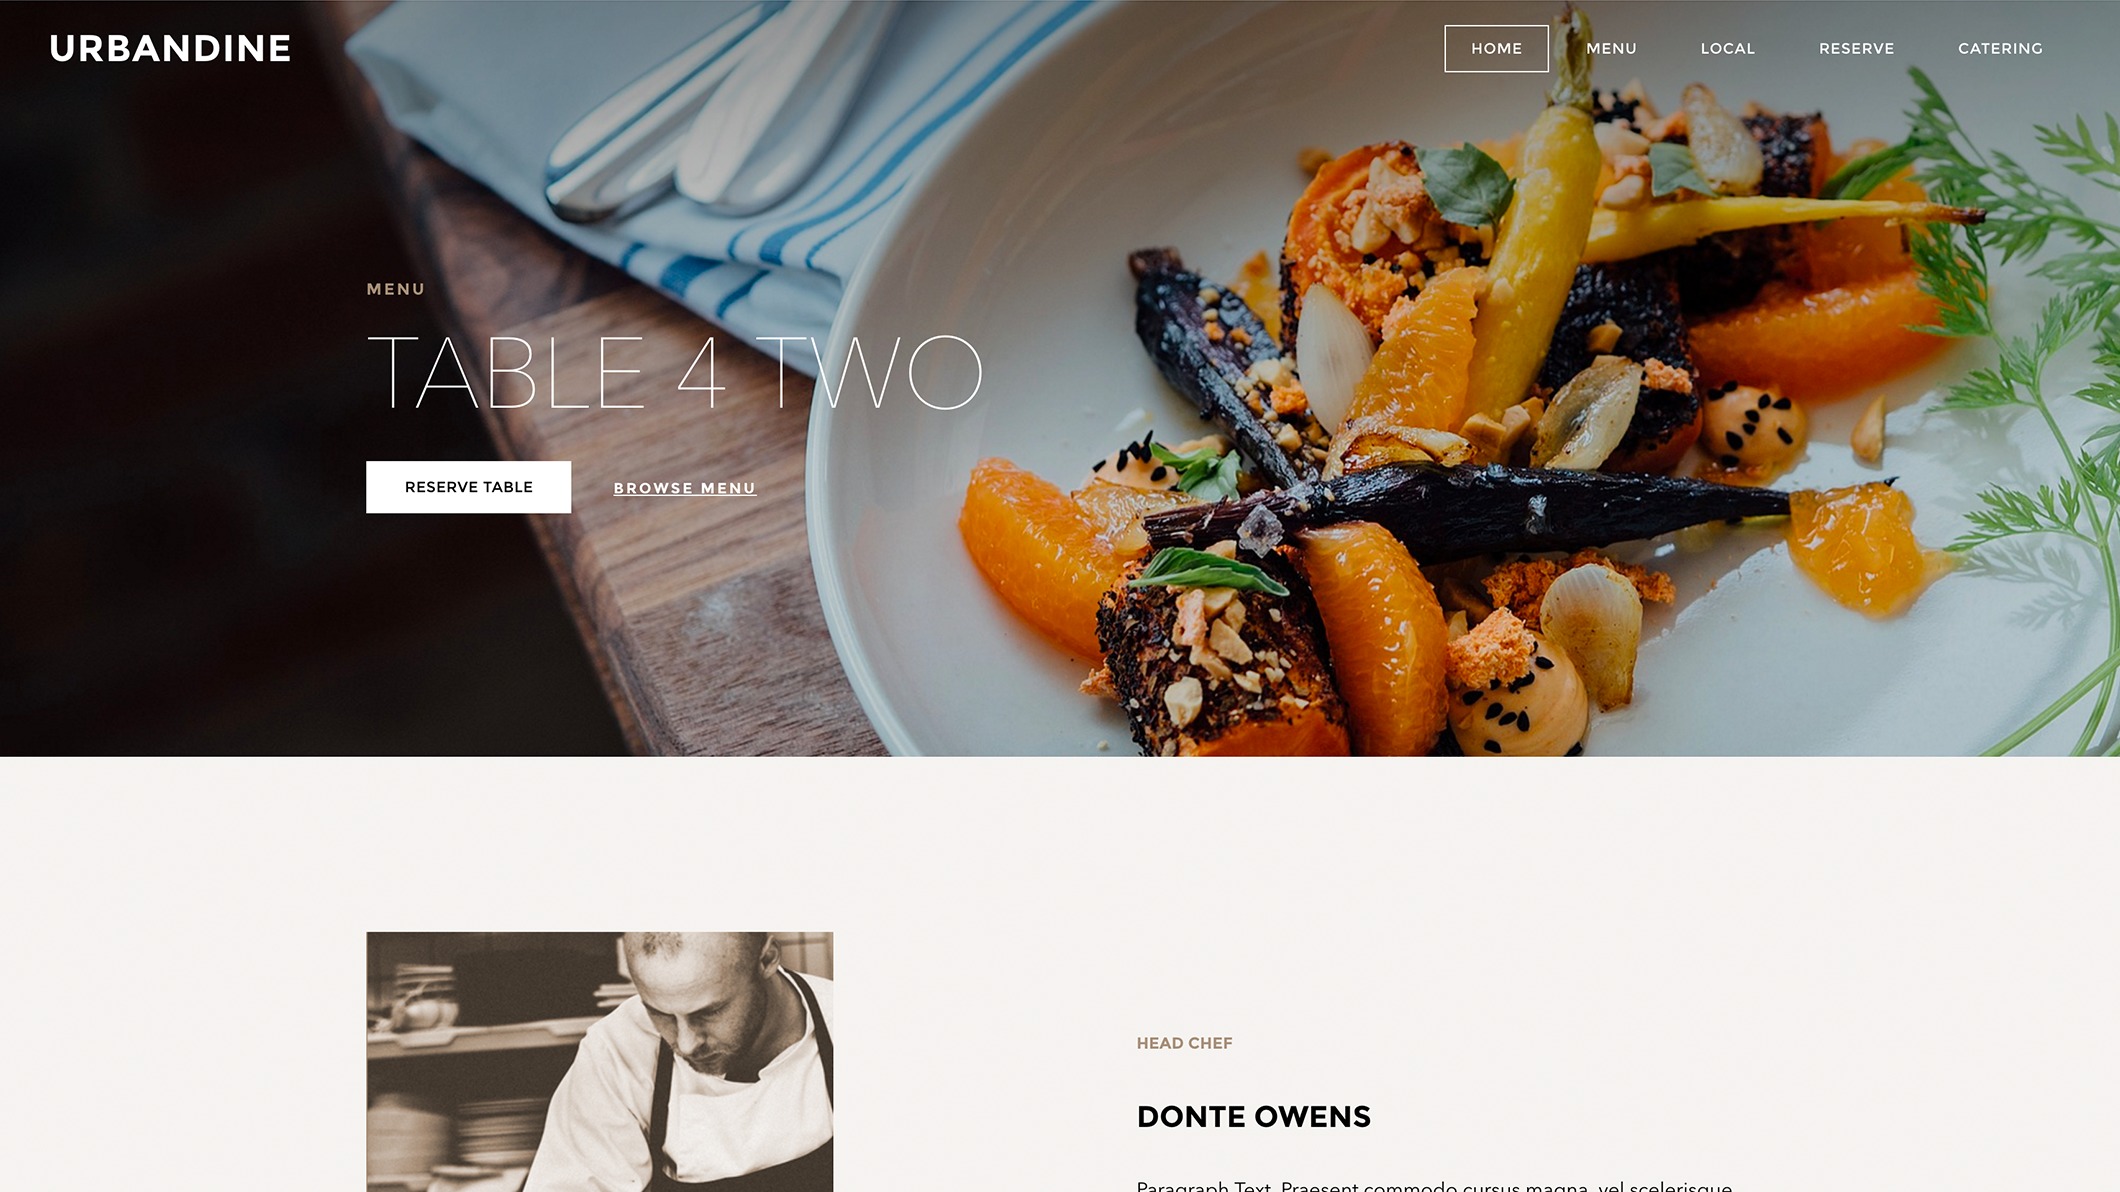 URBANDINE
HOME MENU LOCAL RESERVE CATERING
MENU
TABLE 4 TWO
RESERVE TABLE BROWSE MENU
HEAD CHEF
DONTE OWENS
Paragraph Text. Praesent commodo cursus magna, vel scelerisque